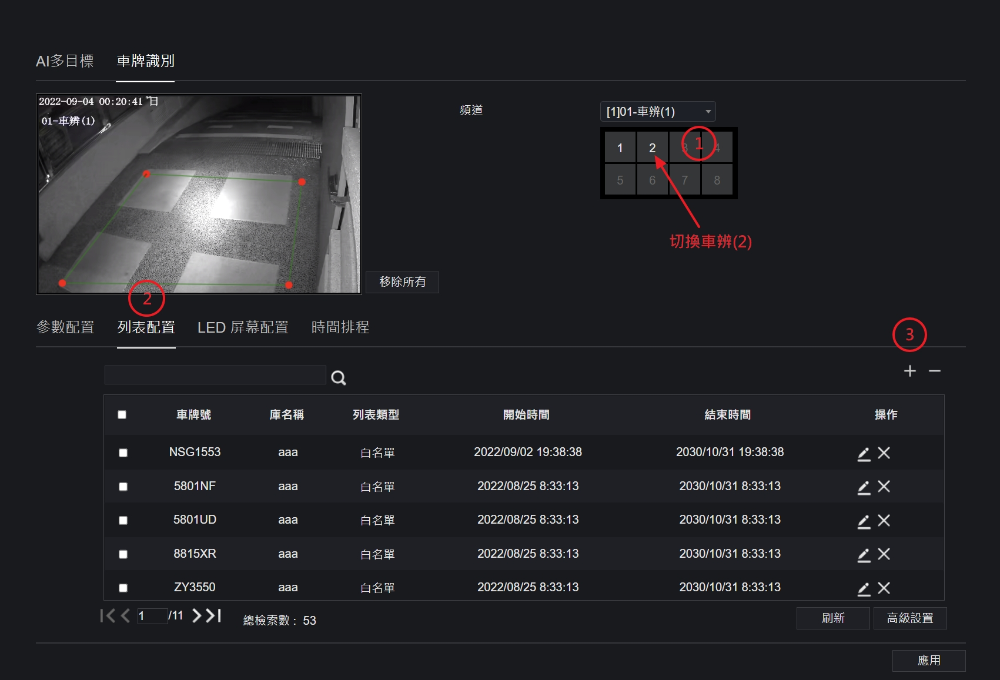 AI多目標 車牌識別
2022-09-04 00:20:41 日
01-車辨(1)
頻道 [1]01-車辨(1)
1 2 3 4
1
5 6 7 8
切換車辨(2)
移除所有
2
參數配置 列表配置 LED 屏幕配置 時間排程
3
+ −
車牌號 庫名稱 列表類型 開始時間 結束時間 操作
NSG1553 aaa 白名單 2022/09/02 19:38:38 2030/10/31 19:38:38
5801NF aaa 白名單 2022/08/25 8:33:13 2030/10/31 8:33:13
5801UD aaa 白名單 2022/08/25 8:33:13 2030/10/31 8:33:13
8815XR aaa 白名單 2022/08/25 8:33:13 2030/10/31 8:33:13
ZY3550 aaa 白名單 2022/08/25 8:33:13 2030/10/31 8:33:13
1 /11 總檢索數 : 53 刷新 高級設置
應用